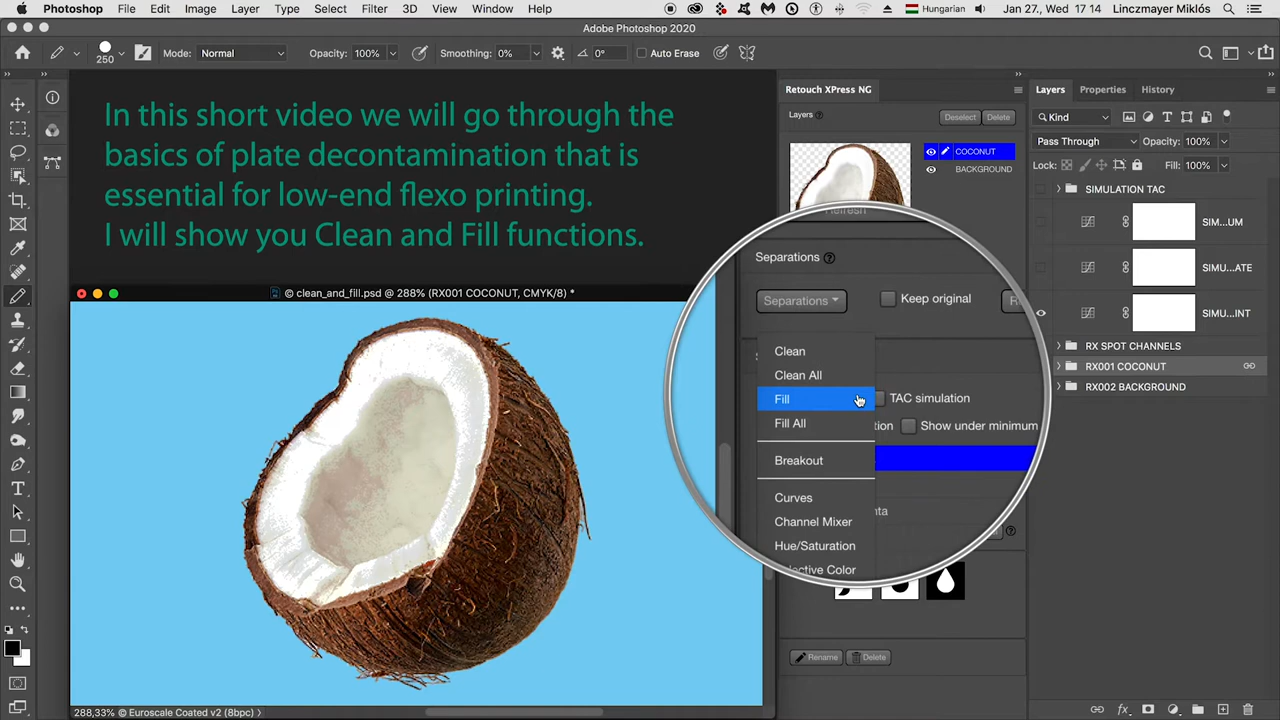 Photoshop File Edit Image Layer Type Select Filter 3D View Window Help
Hungarian Jan 27, Wed 17 14 Linczmayer Miklós
Adobe Photoshop 2020
250 Mode: Normal Opacity: 100% Smoothing: 0% 0° Auto Erase
In this short video we will go through the
basics of plate decontamination that is
essential for low-end flexo printing.
I will show you Clean and Fill functions.
© clean_and_fill.psd @ 288% (RX001 COCONUT, CMYK/8) *
288,33% © Euroscale Coated v2 (8bpc)
Retouch XPress NG
Layers
Deselect Delete
COCONUT
BACKGROUND
Refresh
Separations
Separations Keep original
Clean
Clean All
Fill
TAC simulation
Fill All
Show under minimum
Breakout
Curves
Channel Mixer
Hue/Saturation
Rename Delete
Layers Properties History
Kind
Pass Through Opacity: 100%
Lock: Fill: 100%
SIMULATION TAC
SIM...UM
SIMU...ATE
SIMU...INT
RX SPOT CHANNELS
RX001 COCONUT
RX002 BACKGROUND